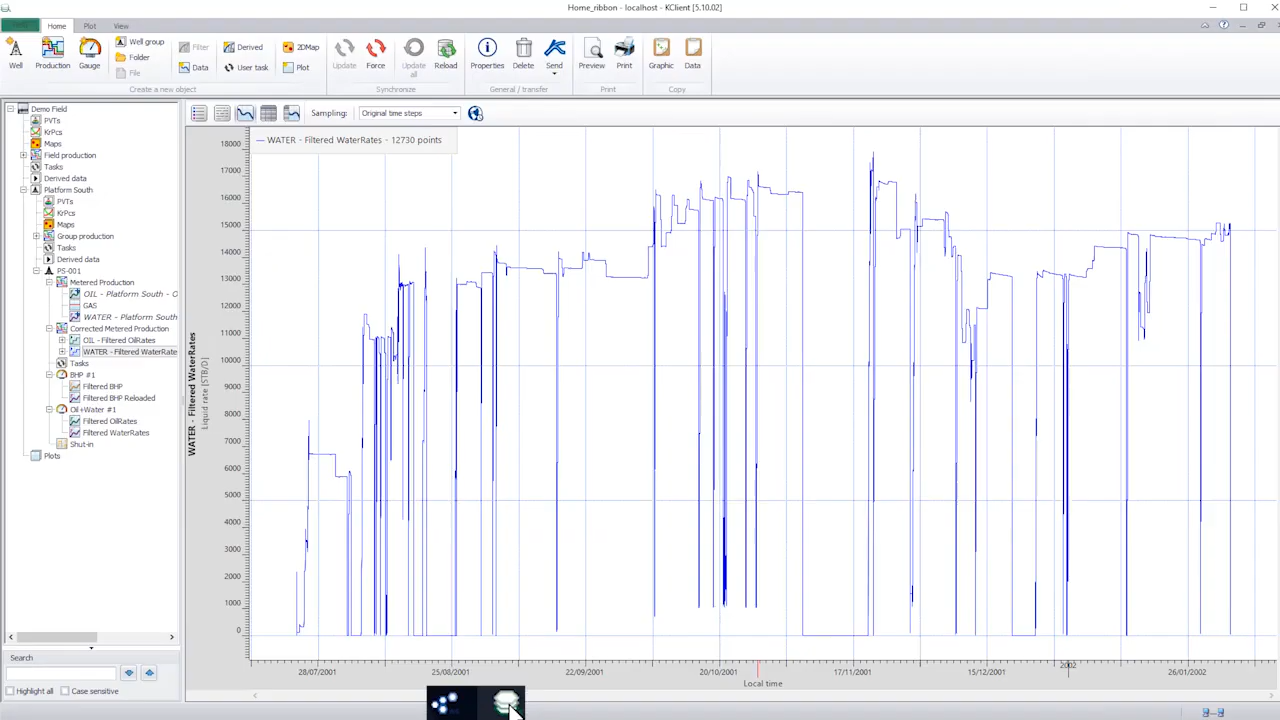 Home_ribbon - localhost - KClient [5.10.02]
Home
Plot
View
Well
Production
Gauge
Well group
Folder
File
Filter
Data
Derived
User task
2DMap
Plot
Create a new object
Update
Force
Update all
Reload
Synchronize
Properties
Delete
Send
General / transfer
Preview
Print
Print
Graphic
Data
Copy
Demo Field
PVTs
KrPcs
Maps
Field production
Tasks
Derived data
Platform South
PVTs
KrPcs
Maps
Group production
Tasks
Derived data
PS-001
Metered Production
OIL - Platform South - O
GAS
WATER - Platform South
Corrected Metered Production
OIL - Filtered OilRates
WATER - Filtered WaterRate
Tasks
BHP #1
Filtered BHP
Filtered BHP Reloaded
Oil+Water #1
Filtered OilRates
Filtered WaterRates
Shut-in
Plots
Search
Highlight all
Case sensitive
Sampling:
Original time steps
WATER - Filtered WaterRates - 12730 points
18000
17000
16000
15000
14000
13000
12000
11000
10000
9000
8000
7000
6000
5000
4000
3000
2000
1000
0
WATER - Filtered WaterRates
Liquid rate [STB/D]
28/07/2001
25/08/2001
22/09/2001
20/10/2001
17/11/2001
15/12/2001
2002
26/01/2002
Local time